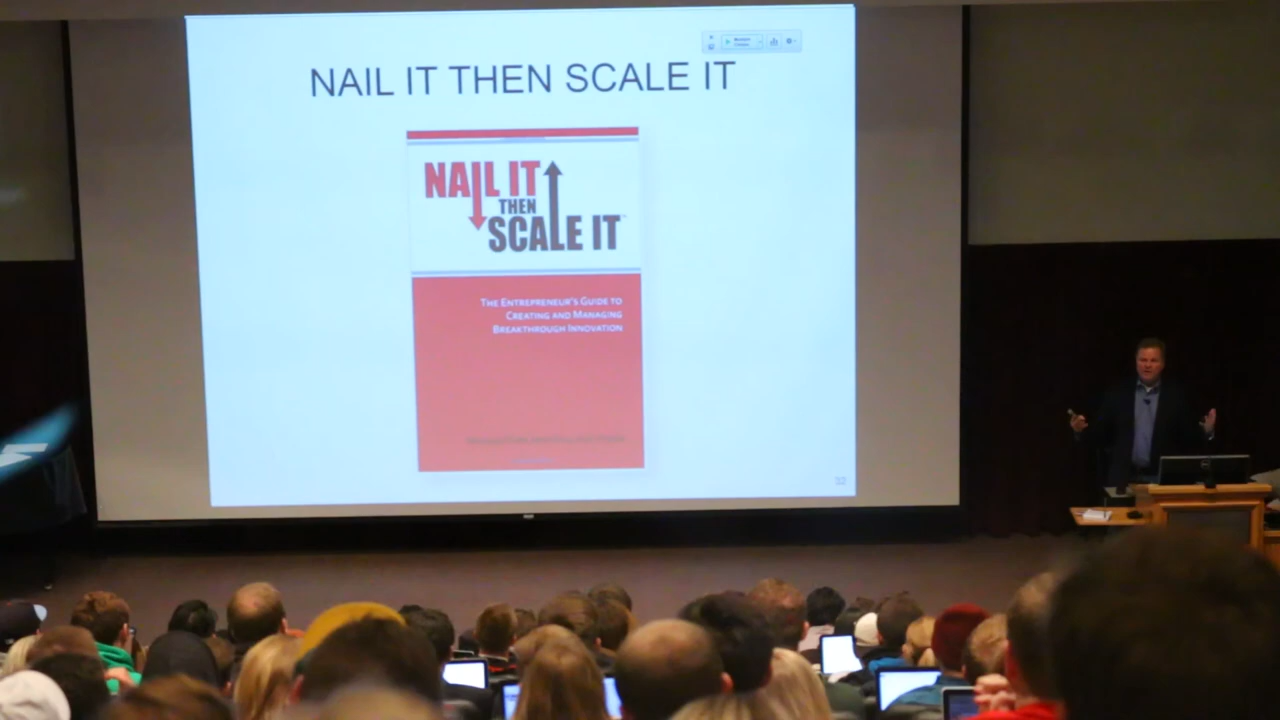 NAIL IT THEN SCALE IT
NAIL IT
THEN
SCALE IT
THE ENTREPRENEUR'S GUIDE TO
CREATING AND MANAGING
BREAKTHROUGH INNOVATION